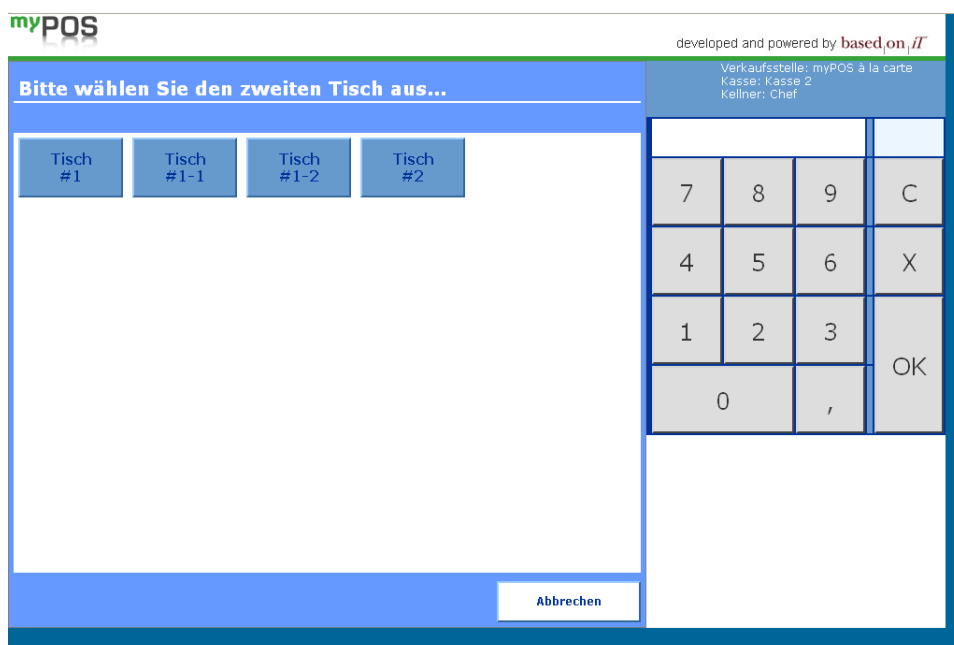 myPOS
developed and powered by based|on|iT
Bitte wählen Sie den zweiten Tisch aus...
Verkaufsstelle: myPOS à la carte
Kasse: Kasse 2
Kellner: Chef
Tisch
#1
Tisch
#1-1
Tisch
#1-2
Tisch
#2
7 8 9 C
4 5 6 X
1 2 3
OK
0 ,
Abbrechen